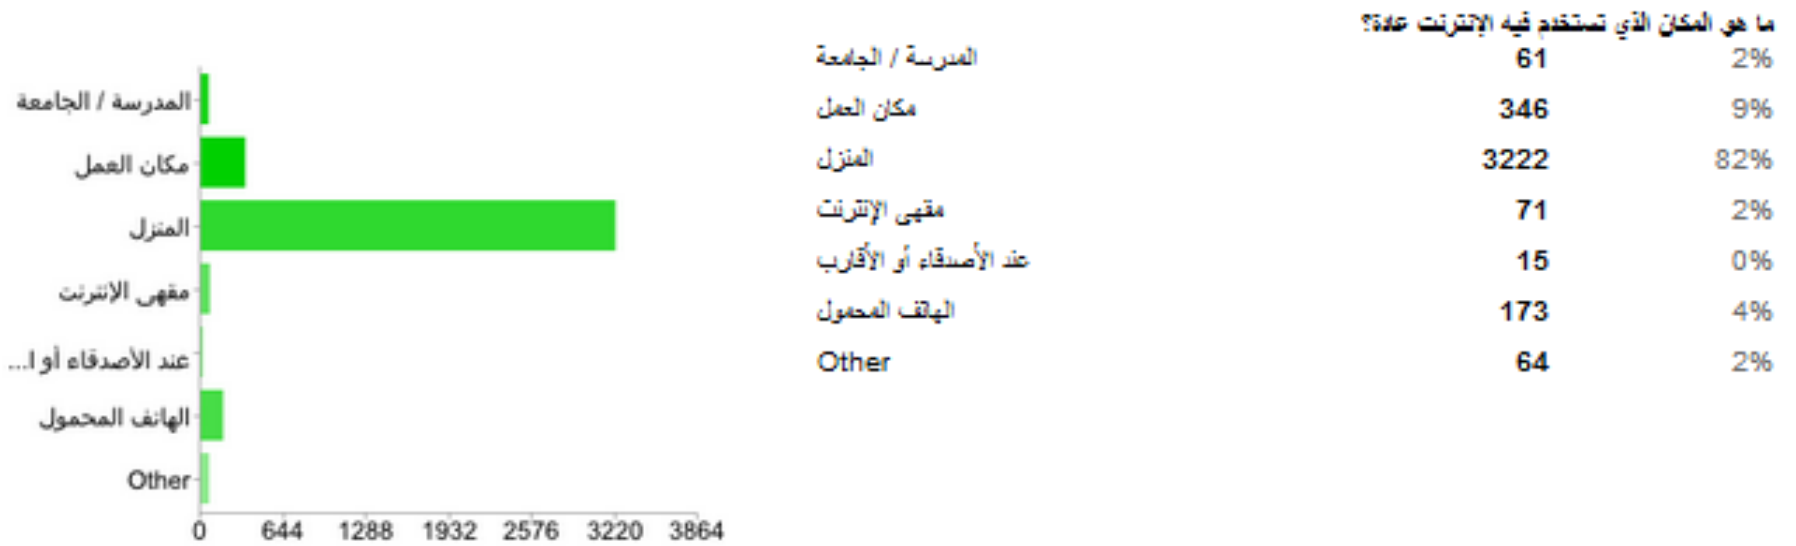 ما هو المكان الذي تستخدم فيه الإنترنت عادة؟
المدرسة / الجامعة 61 2%
مكان العمل 346 9%
المنزل 3222 82%
مقهى الإنترنت 71 2%
عند الأصدقاء أو الأقارب 15 0%
الهاتف المحمول 173 4%
Other 64 2%
المدرسة / الجامعة
مكان العمل
المنزل
مقهى الإنترنت
عند الأصدقاء أو ا...
الهاتف المحمول
Other
0 644 1288 1932 2576 3220 3864